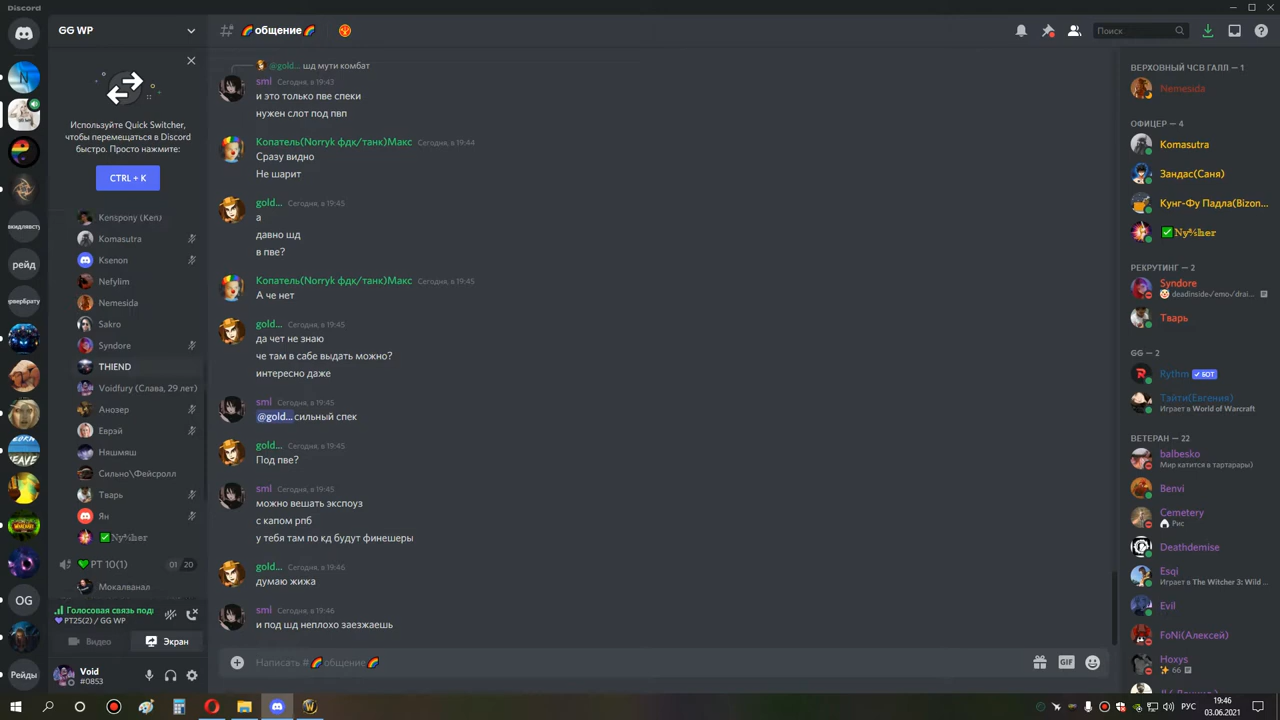 Discord
GG WP
🌈общение🌈
Поиск
Используйте Quick Switcher,
чтобы перемещаться в Discord
быстро. Просто нажмите:
CTRL + K
Kenspony (Ken)
Komasutra
Ksenon
Nefylim
Nemesida
Sakro
Syndore
THIEND
Voidfury (Слава, 29 лет)
Анозер
Еврэй
Няшмяш
Сильно\Фейсролл
Тварь
Ян
✅Ny%her
💚PT 10(1)
01 20
Мокалванал
Голосовая связь подк
💜PT25(2) / GG WP
Видео
Экран
Void
#0853
рейд
OG
Рейды
@gold... шд мути комбат
sml Сегодня, в 19:43
и это только пве спеки
нужен слот под пвп
Копатель(Norryk фдк/танк)Макс Сегодня, в 19:44
Сразу видно
Не шарит
gold... Сегодня, в 19:45
а
давно шд
в пве?
Копатель(Norryk фдк/танк)Макс Сегодня, в 19:45
А че нет
gold... Сегодня, в 19:45
да чет не знаю
че там в сабе выдать можно?
интересно даже
sml Сегодня, в 19:45
@gold... сильный спек
gold... Сегодня, в 19:45
Под пве?
sml Сегодня, в 19:45
можно вешать экспоуз
с капом рпб
у тебя там по кд будут финешеры
gold... Сегодня, в 19:46
думаю жижа
sml Сегодня, в 19:46
и под шд неплохо заезжаешь
Написать #🌈общение🌈
GIF
ВЕРХОВНЫЙ ЧСВ ГАЛЛ — 1
Nemesida
ОФИЦЕР — 4
Komasutra
Зандас(Саня)
Кунг-Фу Падла(Bizon...
✅Ny%her
РЕКРУТИНГ — 2
Syndore
deadinside✓emo✓drai...
Тварь
GG — 2
Rythm ✓ БОТ
Тэйти(Евгения)
Играет в World of Warcraft
ВЕТЕРАН — 22
balbesko
Мир катится в тартарары)
Benvi
Cemetery
Рис
Deathdemise
Esqi
Играет в The Witcher 3: Wild ...
Evil
FoNi(Алексей)
Hoxys
✨ 66
РУС
19:46
03.06.2021